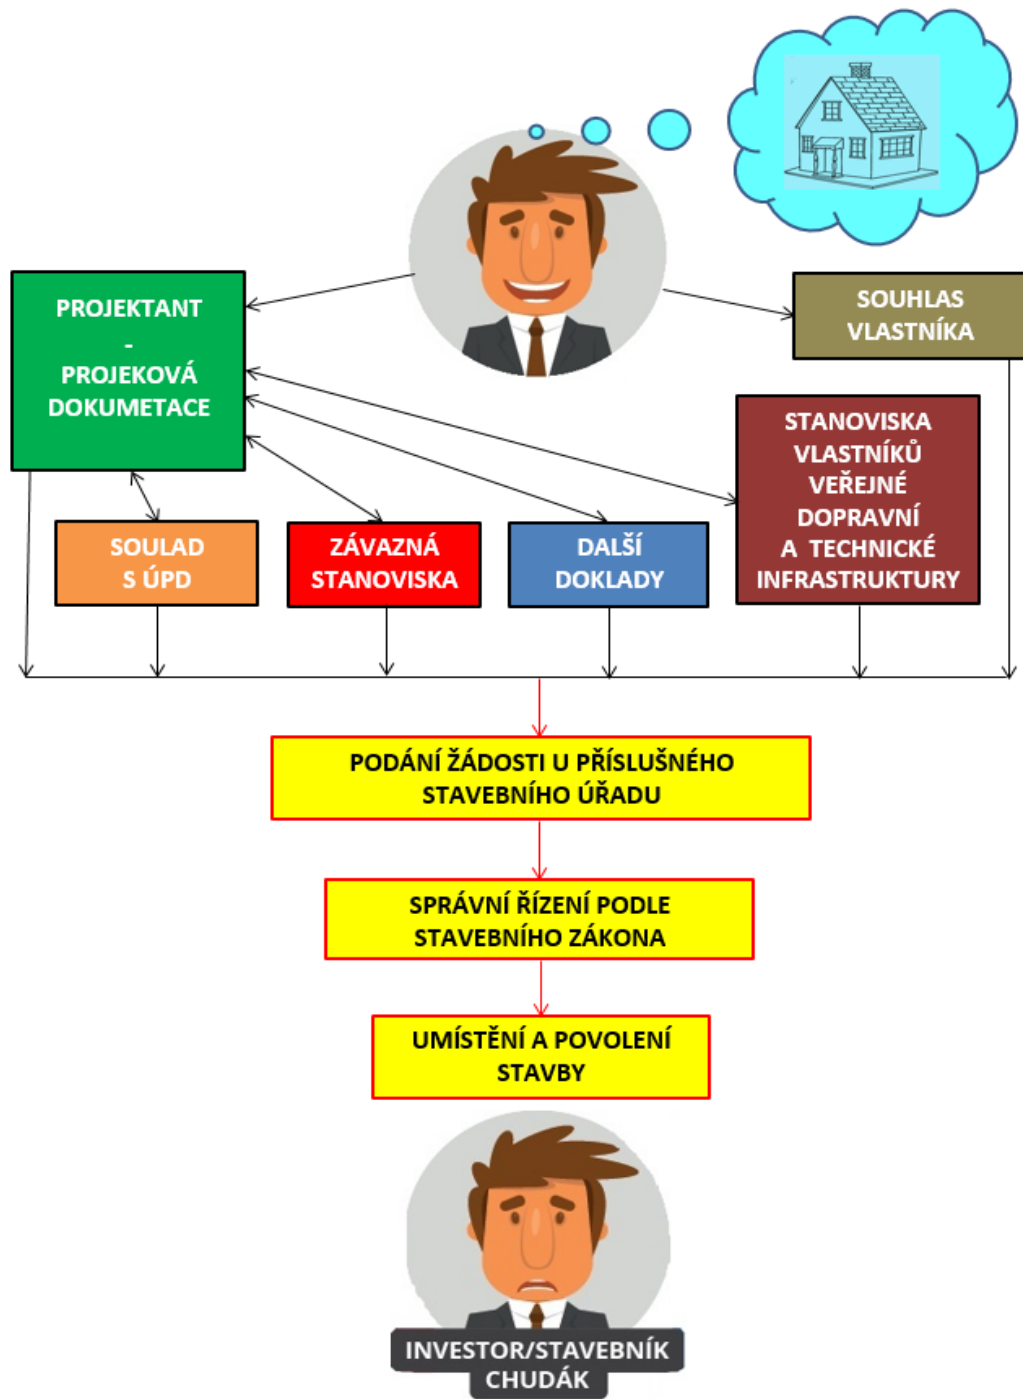 PROJEKTANT
-
PROJEKOVÁ
DOKUMETACE
SOUHLAS
VLASTNÍKA
STANOVISKA
VLASTNÍKŮ
VEŘEJNÉ
DOPRAVNÍ
A TECHNICKÉ
INFRASTRUKTURY
SOULAD
S ÚPD
ZÁVAZNÁ
STANOVISKA
DALŠÍ
DOKLADY
PODÁNÍ ŽÁDOSTI U PŘÍSLUŠNÉHO
STAVEBNÍHO ÚŘADU
SPRÁVNÍ ŘÍZENÍ PODLE
STAVEBNÍHO ZÁKONA
UMÍSTĚNÍ A POVOLENÍ
STAVBY
INVESTOR/STAVEBNÍK
CHUDÁK